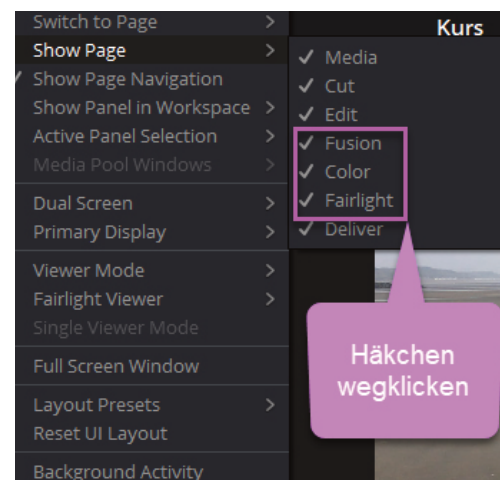 Switch to Page
Show Page
Show Page Navigation
Show Panel in Workspace
Active Panel Selection
Media Pool Windows
Dual Screen
Primary Display
Viewer Mode
Fairlight Viewer
Single Viewer Mode
Full Screen Window
Layout Presets
Reset UI Layout
Background Activity
Kurs
Media
Cut
Edit
Fusion
Color
Fairlight
Deliver
Häkchen
wegklicken